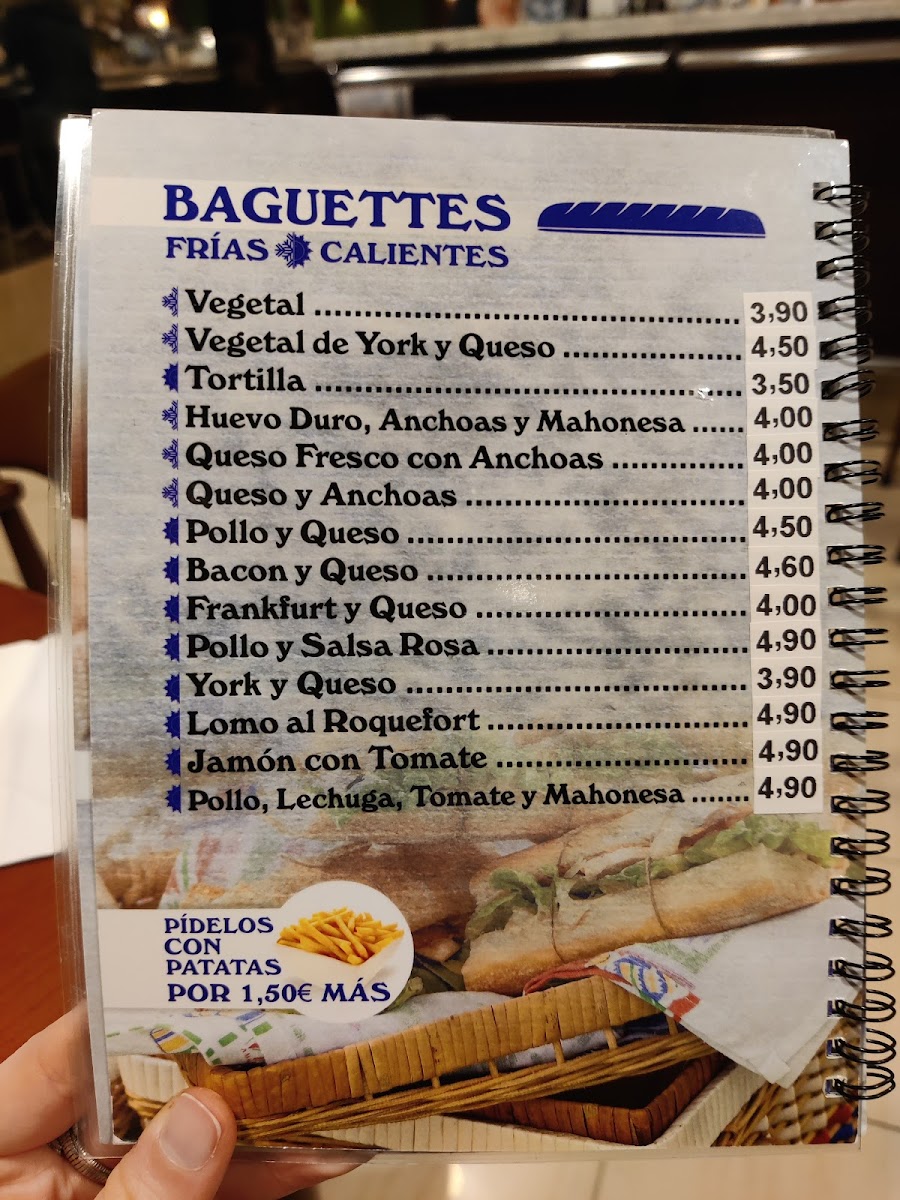 BAGUETTES
FRÍAS CALIENTES
Vegetal ........................................... 3,90
Vegetal de York y Queso .................. 4,50
Tortilla ........................................... 3,50
Huevo Duro, Anchoas y Mahonesa ...... 4,00
Queso Fresco con Anchoas ............. 4,00
Queso y Anchoas ............................ 4,00
Pollo y Queso .................................. 4,50
Bacon y Queso ................................ 4,60
Frankfurt y Queso ........................... 4,00
Pollo y Salsa Rosa .......................... 4,90
York y Queso .................................. 3,90
Lomo al Roquefort .......................... 4,90
Jamón con Tomate ......................... 4,90
Pollo, Lechuga, Tomate y Mahonesa ....... 4,90
PÍDELOS
CON
PATATAS
POR 1,50€ MÁS